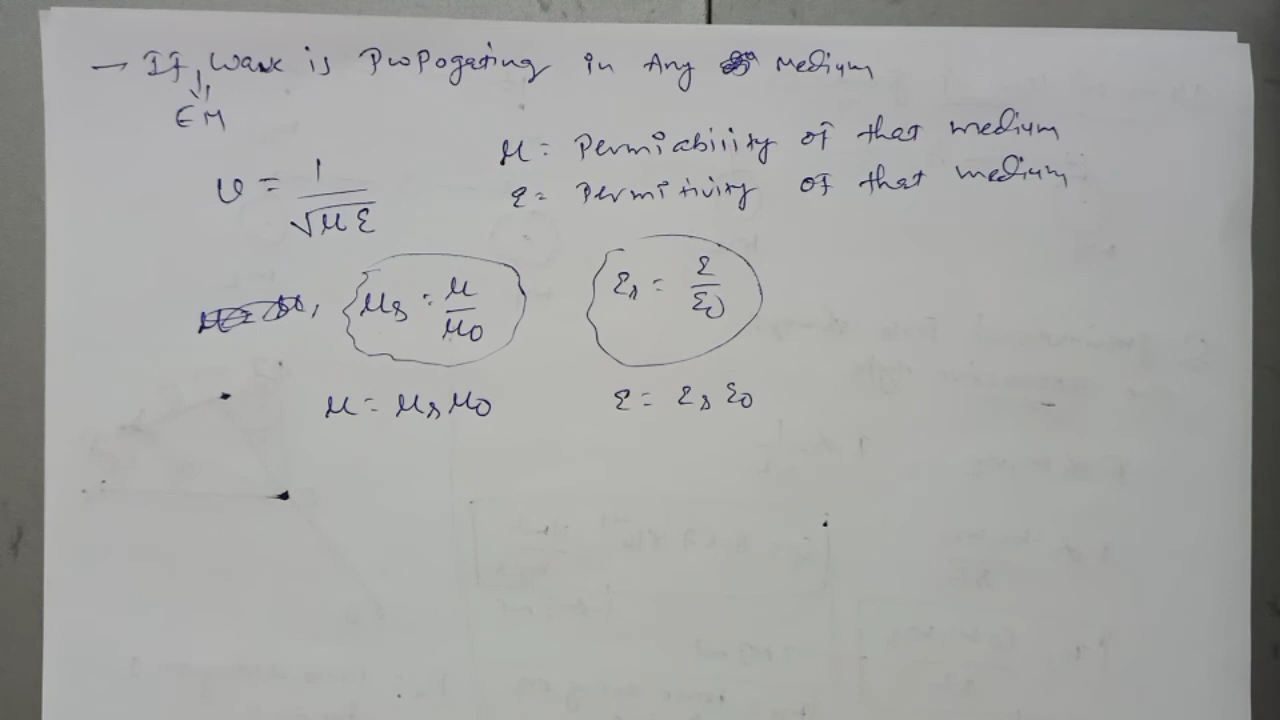 → If, wave is Propogating in Any Medium
EM
μ = Permiability of that medium
v = 1/√με
ε = Permitivity of that medium
μr = μ/μ0
εr = ε/ε0
μ = μr μ0
ε = εr ε0